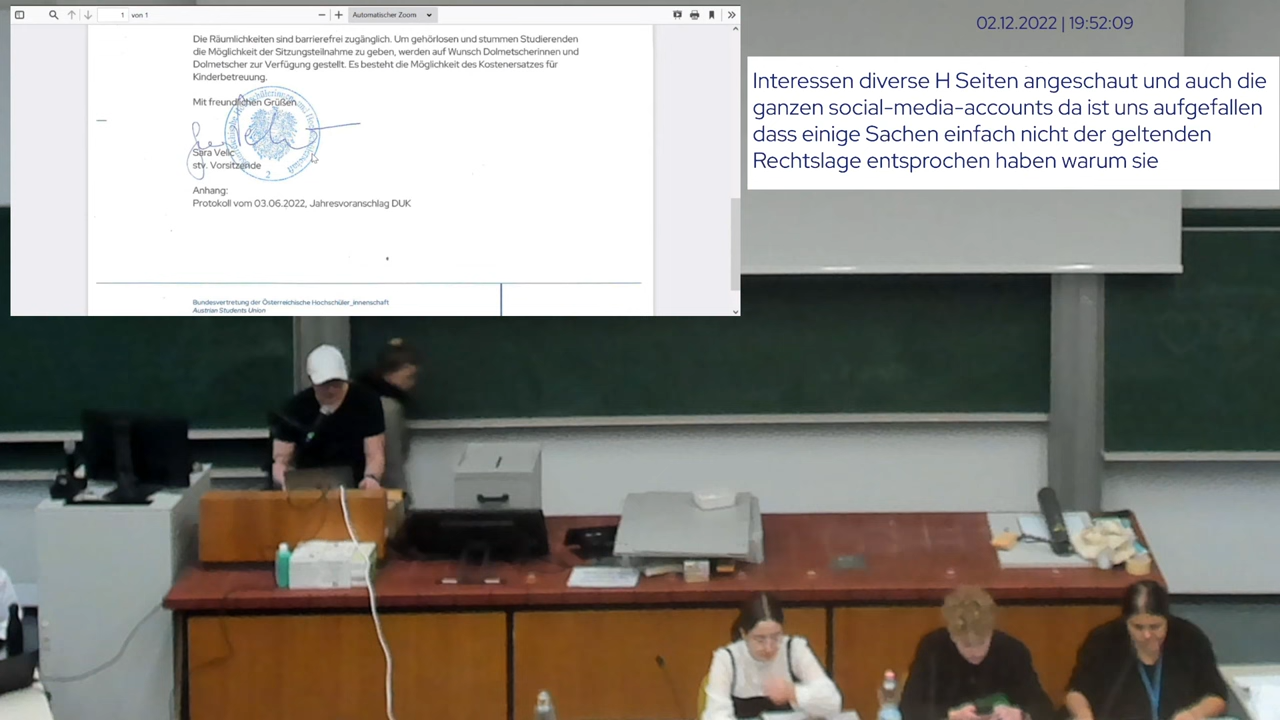 1 von 1
Automatischer Zoom
Die Räumlichkeiten sind barrierefrei zugänglich. Um gehörlosen und stummen Studierenden
die Möglichkeit der Sitzungsteilnahme zu geben, werden auf Wunsch Dolmetscherinnen und
Dolmetscher zur Verfügung gestellt. Es besteht die Möglichkeit des Kostenersatzes für
Kinderbetreuung.
Mit freundlichen Grüßen
Sara Velic
stv. Vorsitzende
2
Anhang:
Protokoll vom 03.06.2022, Jahresvoranschlag DUK
Bundesvertretung der Österreichische Hochschüler_innenschaft
Austrian Students Union
02.12.2022 | 19:52:09
Interessen diverse H Seiten angeschaut und auch die
ganzen social-media-accounts da ist uns aufgefallen
dass einige Sachen einfach nicht der geltenden
Rechtslage entsprochen haben warum sie